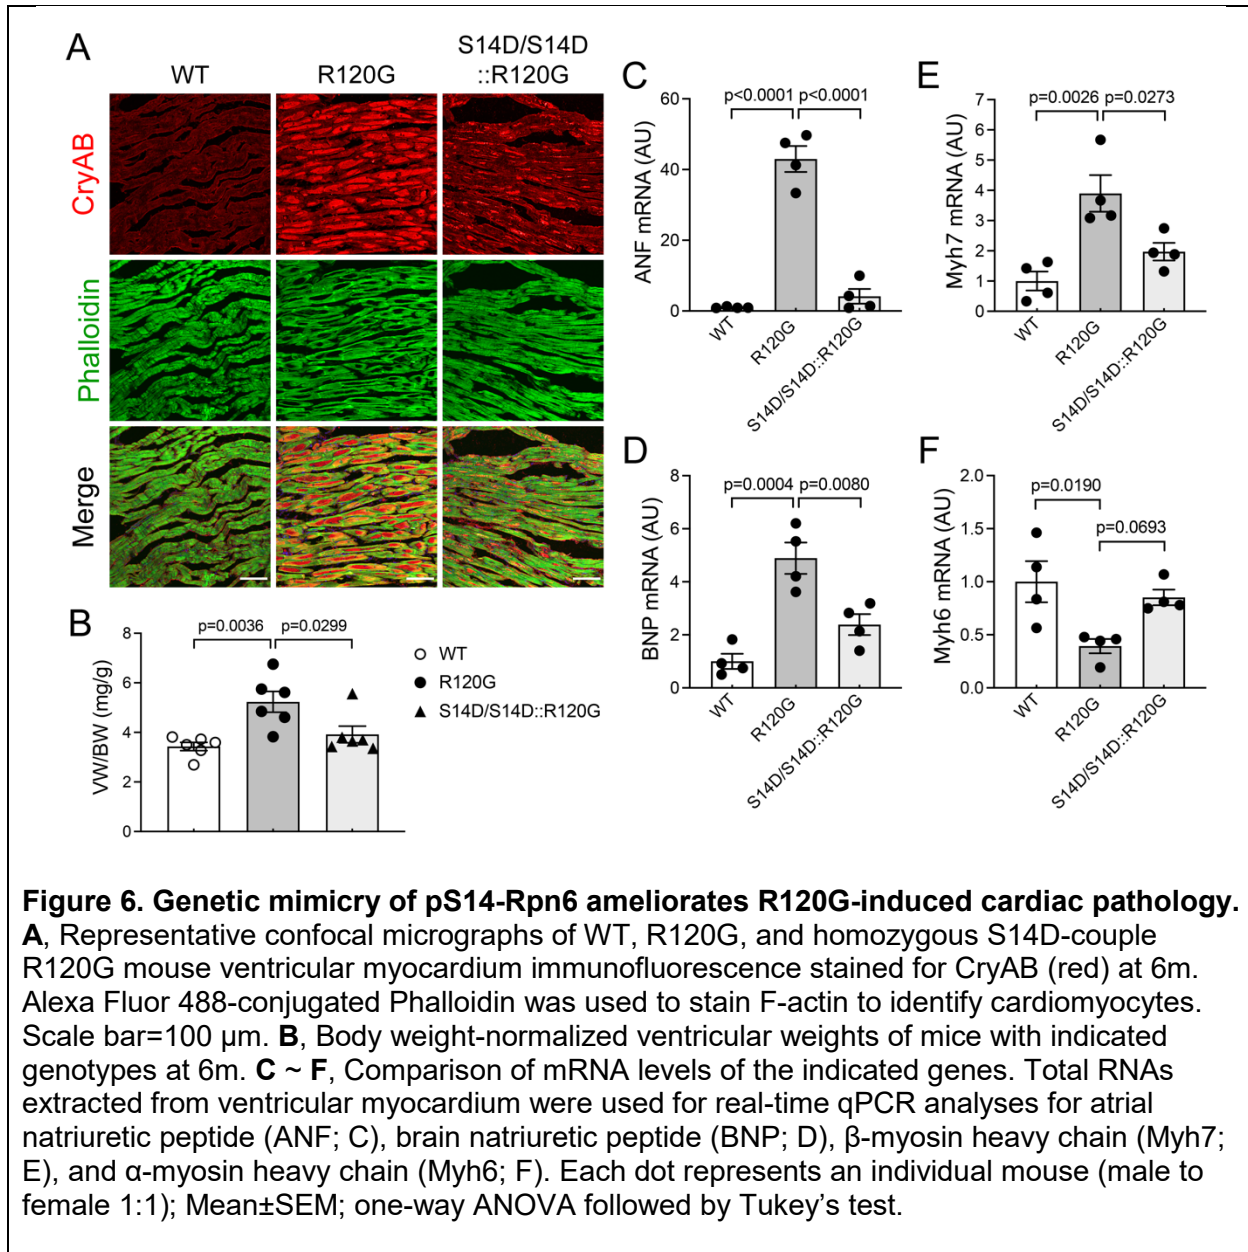 A
WT
R120G
S14D/S14D
::R120G
CryAB
Phalloidin
Merge
B
VW/BW (mg/g)
8
6
4
2
0
p=0.0036
p=0.0299
WT
R120G
S14D/S14D::R120G
C
ANF mRNA (AU)
60
40
20
0
p<0.0001
p<0.0001
WT
R120G
S14D/S14D::R120G
D
BNP mRNA (AU)
8
6
4
2
0
p=0.0004
p=0.0080
WT
R120G
S14D/S14D::R120G
E
Myh7 mRNA (AU)
7
6
5
4
3
2
1
0
p=0.0026
p=0.0273
WT
R120G
S14D/S14D::R120G
F
Myh6 mRNA (AU)
2.0
1.5
1.0
0.5
0.0
p=0.0190
p=0.0693
WT
R120G
S14D/S14D::R120G
Figure 6. Genetic mimicry of pS14-Rpn6 ameliorates R120G-induced cardiac pathology.
A, Representative confocal micrographs of WT, R120G, and homozygous S14D-couple
R120G mouse ventricular myocardium immunofluorescence stained for CryAB (red) at 6m.
Alexa Fluor 488-conjugated Phalloidin was used to stain F-actin to identify cardiomyocytes.
Scale bar=100 µm. B, Body weight-normalized ventricular weights of mice with indicated
genotypes at 6m. C ~ F, Comparison of mRNA levels of the indicated genes. Total RNAs
extracted from ventricular myocardium were used for real-time qPCR analyses for atrial
natriuretic peptide (ANF; C), brain natriuretic peptide (BNP; D), β-myosin heavy chain (Myh7;
E), and α-myosin heavy chain (Myh6; F). Each dot represents an individual mouse (male to
female 1:1); Mean±SEM; one-way ANOVA followed by Tukey’s test.